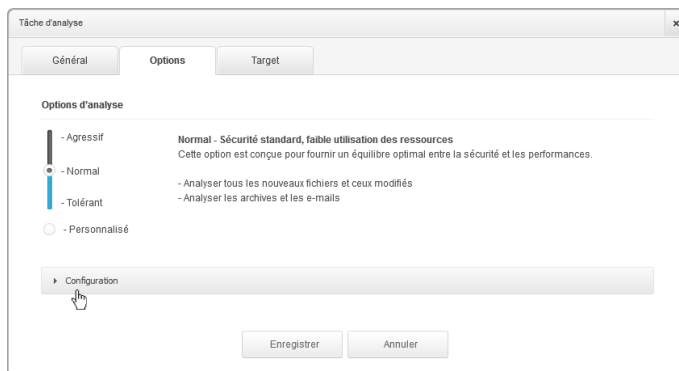 Tâche d'analyse
×
Général Options Target
Options d'analyse
- Agressif
- Normal
- Tolérant
- Personnalisé
Normal - Sécurité standard, faible utilisation des ressources
Cette option est conçue pour fournir un équilibre optimal entre la sécurité et les performances.
- Analyser tous les nouveaux fichiers et ceux modifiés
- Analyser les archives et les e-mails
Configuration
Enregistrer Annuler